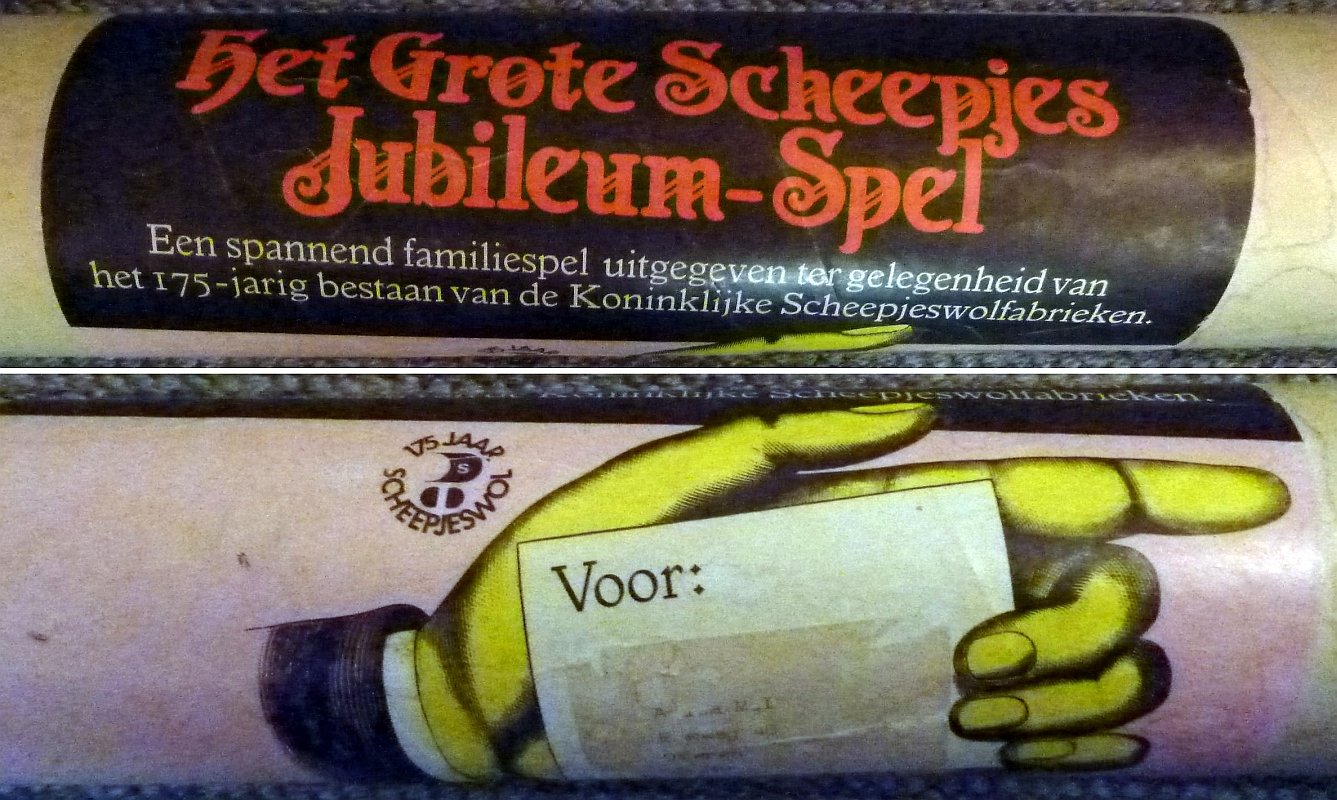 Het Grote Scheepjes
Jubileum-Spel
Een spannend familiespel uitgegeven ter gelegenheid van
het 175-jarig bestaan van de Koninklijke Scheepjeswolfabrieken.
Koninklijke Scheepjeswolfabrieken.
175 JAAR
S
SCHEEPJESWOL
Voor: